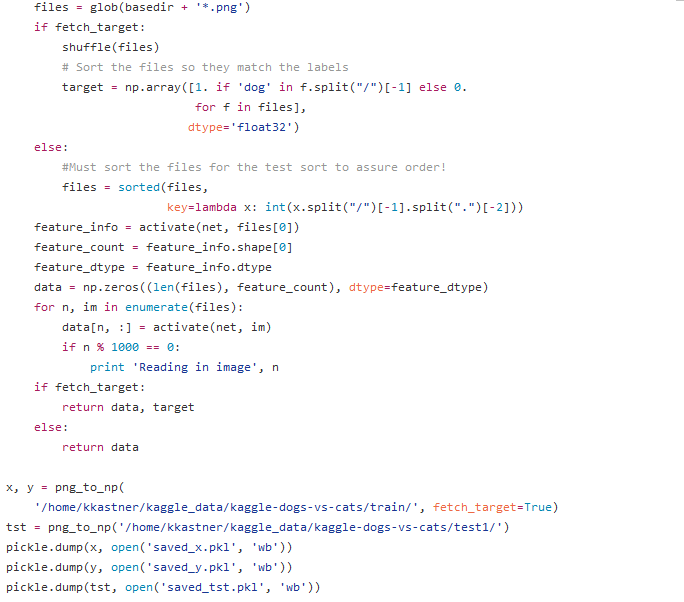 files = glob(basedir + '*.png')
    if fetch_target:
        shuffle(files)
        # Sort the files so they match the labels
        target = np.array([1. if 'dog' in f.split("/")[-1] else 0.
                           for f in files],
                          dtype='float32')
    else:
        #Must sort the files for the test sort to assure order!
        files = sorted(files,
                       key=lambda x: int(x.split("/")[-1].split(".")[-2]))
    feature_info = activate(net, files[0])
    feature_count = feature_info.shape[0]
    feature_dtype = feature_info.dtype
    data = np.zeros((len(files), feature_count), dtype=feature_dtype)
    for n, im in enumerate(files):
        data[n, :] = activate(net, im)
        if n % 1000 == 0:
            print 'Reading in image', n
    if fetch_target:
        return data, target
    else:
        return data

x, y = png_to_np(
    '/home/kkastner/kaggle_data/kaggle-dogs-vs-cats/train/', fetch_target=True)
tst = png_to_np('/home/kkastner/kaggle_data/kaggle-dogs-vs-cats/test1/')
pickle.dump(x, open('saved_x.pkl', 'wb'))
pickle.dump(y, open('saved_y.pkl', 'wb'))
pickle.dump(tst, open('saved_tst.pkl', 'wb'))